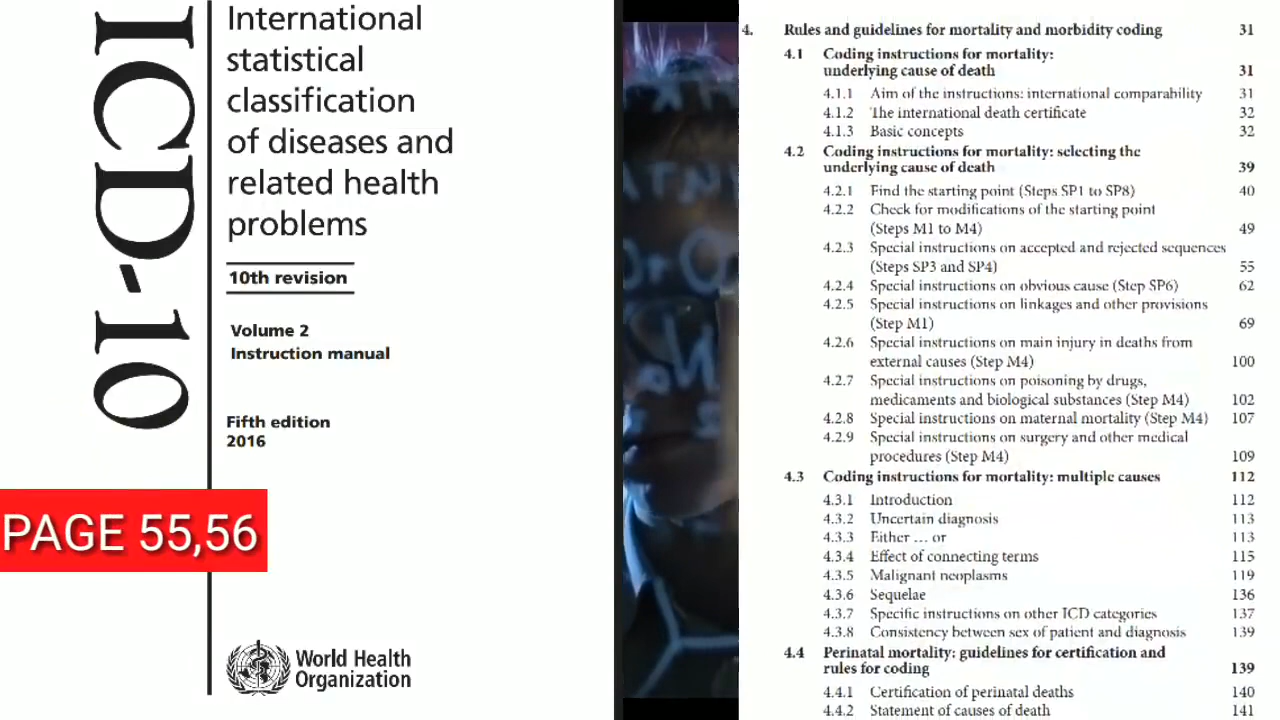 ICD-10
International
statistical
classification
of diseases and
related health
problems
10th revision
Volume 2
Instruction manual
Fifth edition
2016
PAGE 55,56
World Health
Organization
4. Rules and guidelines for mortality and morbidity coding 31
4.1 Coding instructions for mortality:
underlying cause of death 31
4.1.1 Aim of the instructions: international comparability 31
4.1.2 The international death certificate 32
4.1.3 Basic concepts 32
4.2 Coding instructions for mortality: selecting the
underlying cause of death 39
4.2.1 Find the starting point (Steps SP1 to SP8) 40
4.2.2 Check for modifications of the starting point
(Steps M1 to M4) 49
4.2.3 Special instructions on accepted and rejected sequences
(Steps SP3 and SP4) 55
4.2.4 Special instructions on obvious cause (Step SP6) 62
4.2.5 Special instructions on linkages and other provisions
(Step M1) 69
4.2.6 Special instructions on main injury in deaths from
external causes (Step M4) 100
4.2.7 Special instructions on poisoning by drugs,
medicaments and biological substances (Step M4) 102
4.2.8 Special instructions on maternal mortality (Step M4) 107
4.2.9 Special instructions on surgery and other medical
procedures (Step M4) 109
4.3 Coding instructions for mortality: multiple causes 112
4.3.1 Introduction 112
4.3.2 Uncertain diagnosis 113
4.3.3 Either ... or 113
4.3.4 Effect of connecting terms 115
4.3.5 Malignant neoplasms 119
4.3.6 Sequelae 136
4.3.7 Specific instructions on other ICD categories 137
4.3.8 Consistency between sex of patient and diagnosis 139
4.4 Perinatal mortality: guidelines for certification and
rules for coding 139
4.4.1 Certification of perinatal deaths 140
4.4.2 Statement of causes of death 141